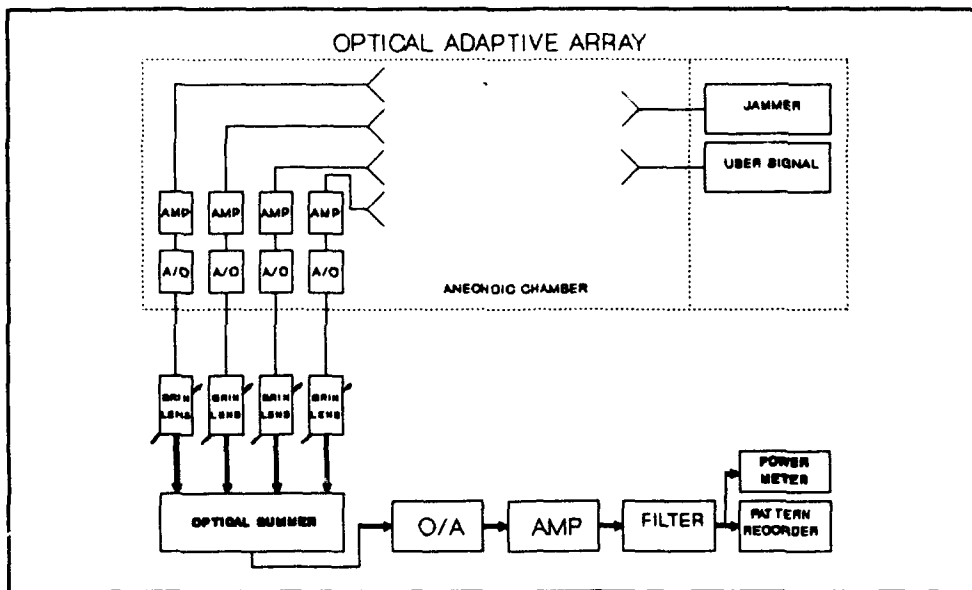 OPTICAL ADAPTIVE ARRAY
JAMMER
USER SIGNAL
AMP AMP AMP AMP
A/O A/O A/O A/O
ANECHOIC CHAMBER
GRIN LENS GRIN LENS GRIN LENS GRIN LENS
POWER METER
OPTICAL SUMMER
O/A
AMP
FILTER
PATTERN RECORDER